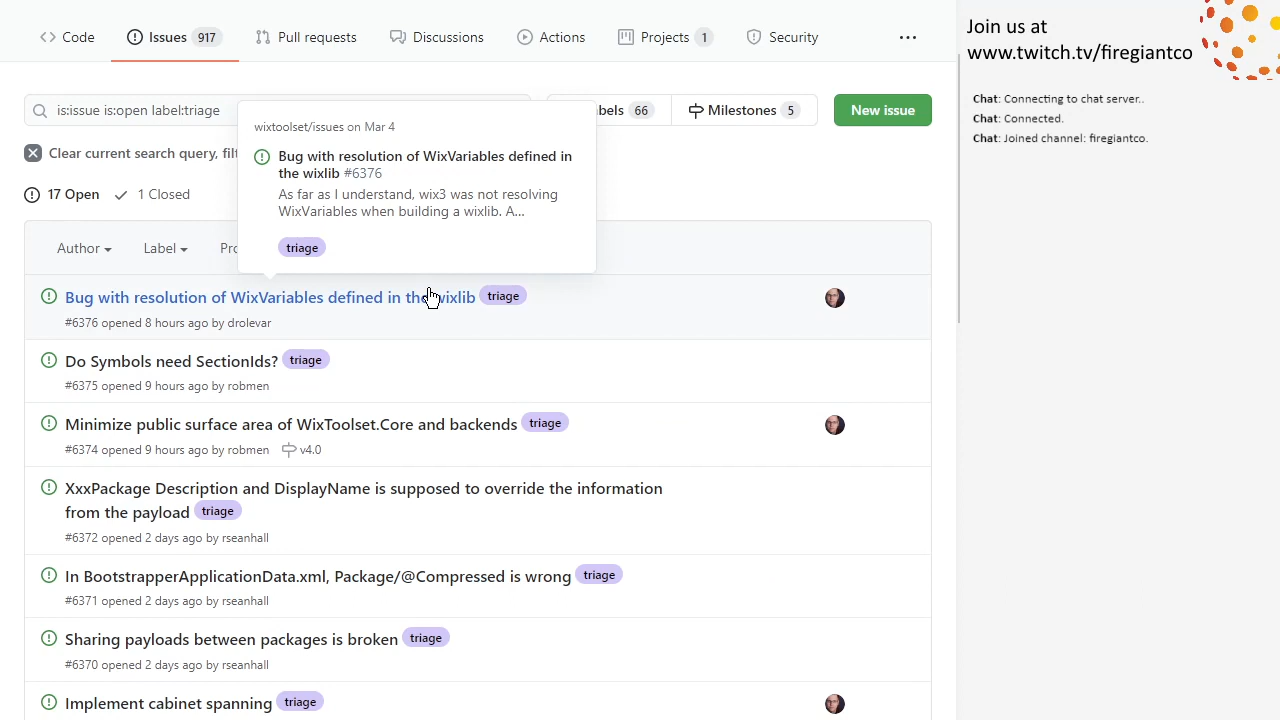 Code
Issues 917
Pull requests
Discussions
Actions
Projects 1
Security
Join us at
www.twitch.tv/firegiantco
Chat: Connecting to chat server..
Chat: Connected.
Chat: Joined channel: firegiantco.
is:issue is:open label:triage
bels 66
Milestones 5
New issue
Clear current search query, filt
wixtoolset/issues on Mar 4
Bug with resolution of WixVariables defined in
the wixlib #6376
As far as I understand, wix3 was not resolving
WixVariables when building a wixlib. A...
triage
17 Open
1 Closed
Author
Label
Pro
Bug with resolution of WixVariables defined in the wixlib triage
#6376 opened 8 hours ago by drolevar
Do Symbols need SectionIds? triage
#6375 opened 9 hours ago by robmen
Minimize public surface area of WixToolset.Core and backends triage
#6374 opened 9 hours ago by robmen v4.0
XxxPackage Description and DisplayName is supposed to override the information
from the payload triage
#6372 opened 2 days ago by rseanhall
In BootstrapperApplicationData.xml, Package/@Compressed is wrong triage
#6371 opened 2 days ago by rseanhall
Sharing payloads between packages is broken triage
#6370 opened 2 days ago by rseanhall
Implement cabinet spanning triage